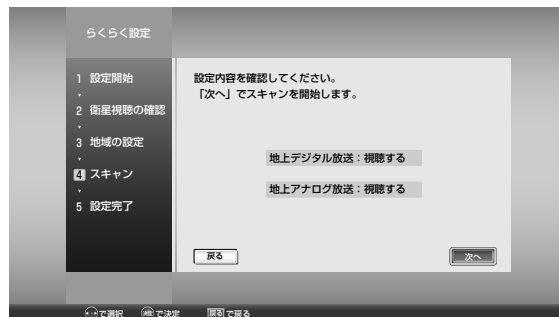 らくらく設定
1 設定開始
2 衛星視聴の確認
3 地域の設定
4 スキャン
5 設定完了
設定内容を確認してください。
「次へ」でスキャンを開始します。
地上デジタル放送：視聴する
地上アナログ放送：視聴する
戻る
次へ
で選択 決定 で決定 戻る で戻る